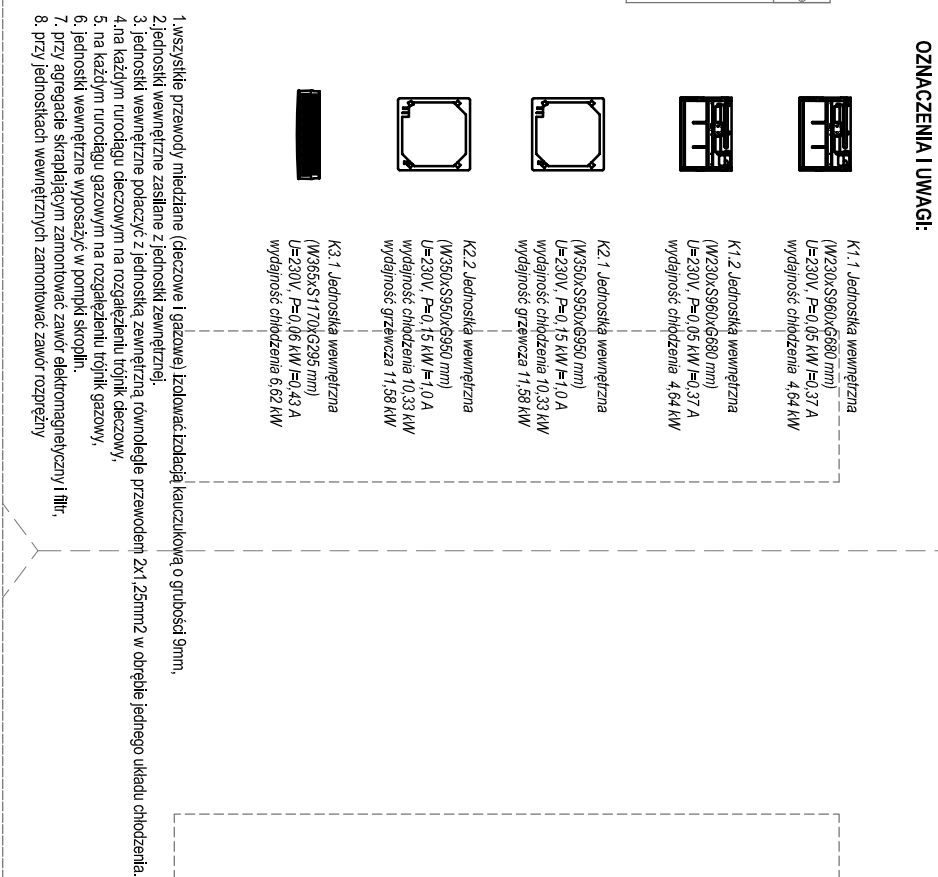 OZNACZENIA I UWAGI:
K1.1 Jednostka wewnętrzna
(W230xS960xG680 mm)
U=230V, P=0,05 kW I=0,37 A
wydajność chłodzenia 4,64 kW
K1.2 Jednostka wewnętrzna
(W230xS960xG680 mm)
U=230V, P=0,05 kW I=0,37 A
wydajność chłodzenia 4,64 kW
K2.1 Jednostka wewnętrzna
(W350xS950xG950 mm)
U=230V, P=0,15 kW I=1,0 A
wydajność chłodzenia 10,33 kW
wydajność grzewcza 11,58 kW
K2.2 Jednostka wewnętrzna
(W350xS950xG950 mm)
U=230V, P=0,15 kW I=1,0 A
wydajność chłodzenia 10,33 kW
wydajność grzewcza 11,58 kW
K3.1 Jednostka wewnętrzna
(W365xS1170xG295 mm)
U=230V, P=0,06 kW I=0,43 A
wydajność chłodzenia 6,62 kW
1.wszystkie przewody miedziane (cieczowe i gazowe) izolować izolacją kauczukową o grubości 9mm,
2.jednostki wewnętrzne zasilane z jednostki zewnętrznej,
3. jednostki wewnętrzne połaczyć z jednostką zewnętrzną równolegle przewodem 2x1,25mm2 w obrębie jednego układu chłodzenia.
4.na każdym rurociągu cieczowym na rozgałęzieniu trójnik cieczowy,
5. na każdym rurociągu gazowym na rozgałęzieniu trójnik gazowy,
6. jednostki wewnętrzne wyposażyć w pompki skroplin.
7. przy agregacie skraplającym zamontować zawór elektromagnetyczny i filtr,
8. przy jednostkach wewnętrznych zamontować zawór rozprężny